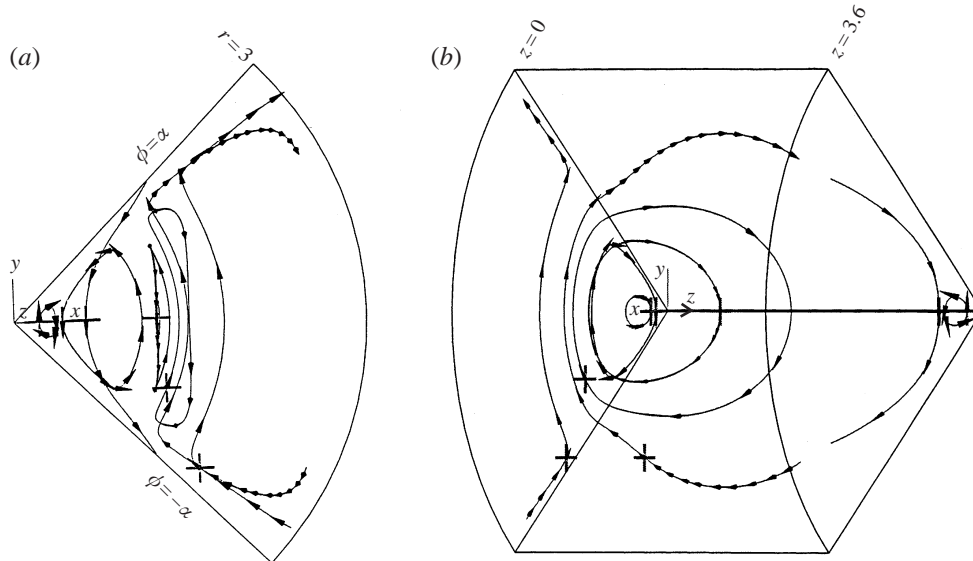 (a)
r = 3
ϕ = α
y
z
x
ϕ = −α
(b)
z = 0
z = 3.6
y
x
z